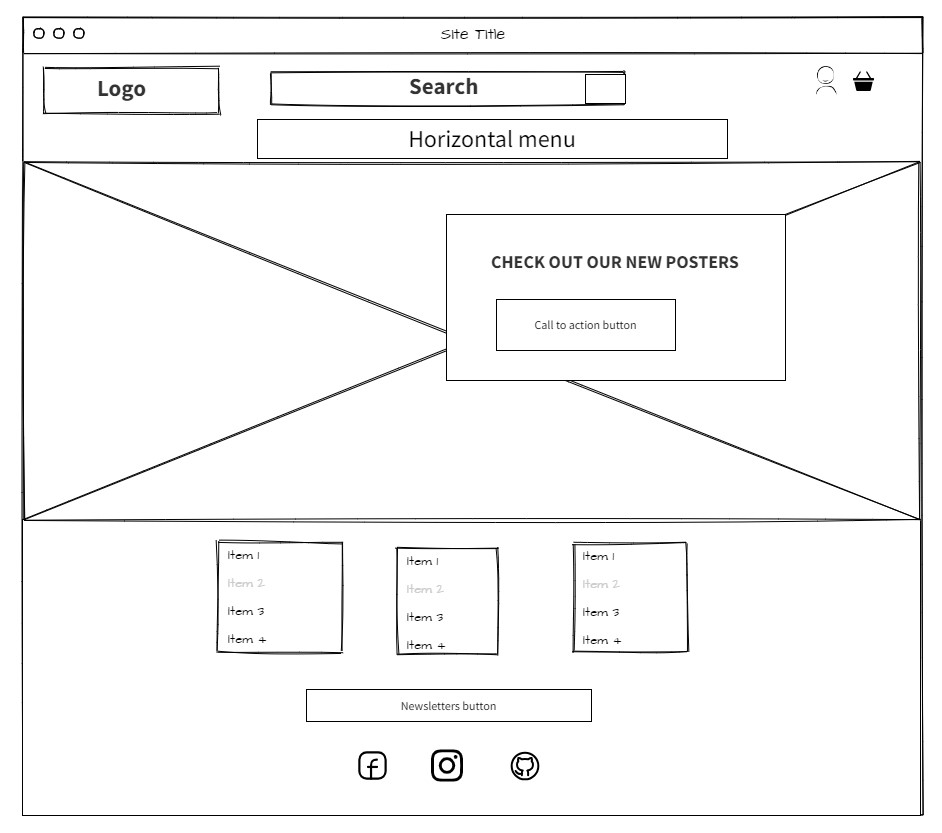 Site Title
Logo
Search
Horizontal menu
CHECK OUT OUR NEW POSTERS
Call to action button
Item 1
Item 2
Item 3
Item 4
Item 1
Item 2
Item 3
Item 4
Item 1
Item 2
Item 3
Item 4
Newsletters button